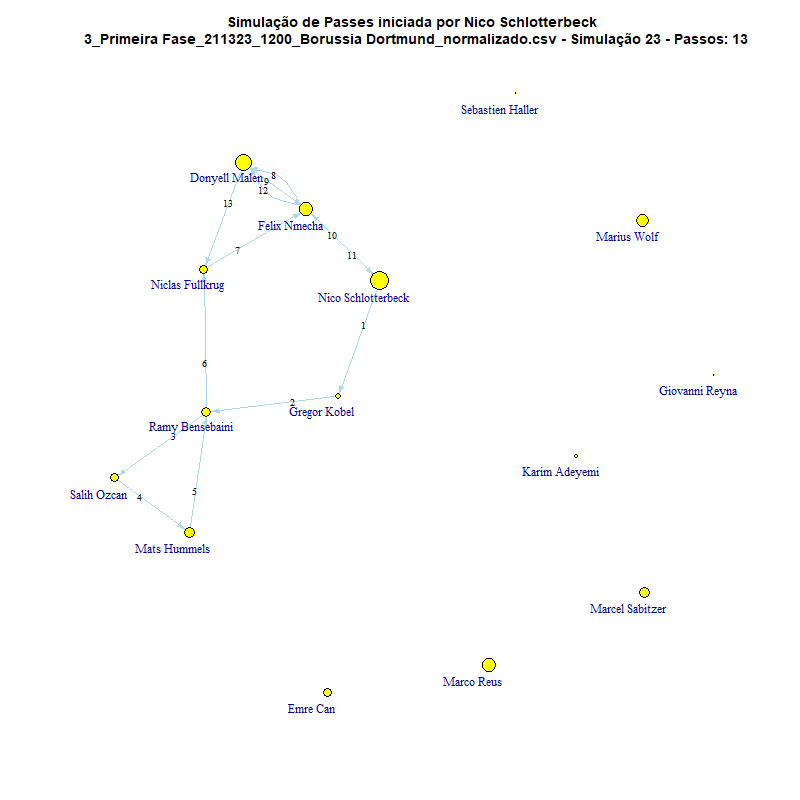 Simulação de Passes iniciada por Nico Schlotterbeck
3_Primeira Fase_211323_1200_Borussia Dortmund_normalizado.csv - Simulação 23 - Passos: 13
Sebastien Haller
Donyell Malen
8
9
12
13
Felix Nmecha
Marius Wolf
10
7
11
Niclas Fullkrug
Nico Schlotterbeck
1
6
Giovanni Reyna
2
Gregor Kobel
Ramy Bensebaini
3
Karim Adeyemi
Salih Ozcan
4
5
Mats Hummels
Marcel Sabitzer
Marco Reus
Emre Can